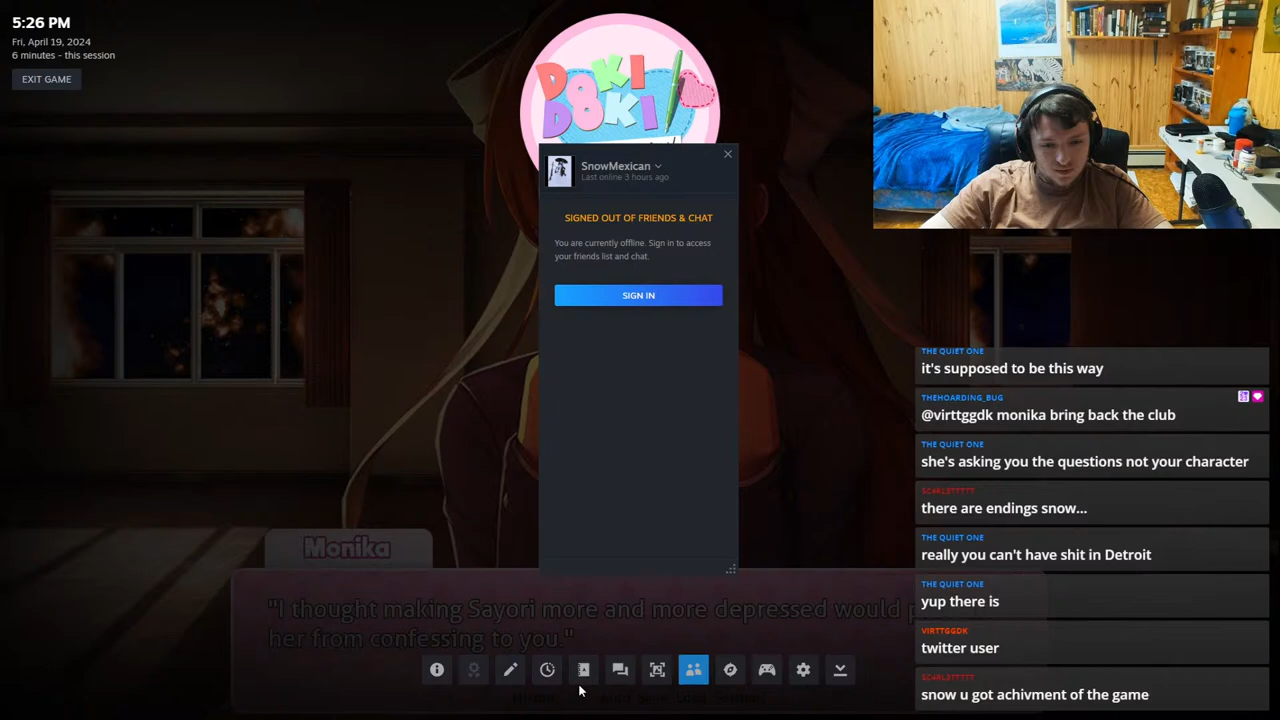 5:26 PM
Fri, April 19, 2024
6 minutes - this session
EXIT GAME
DOKI
DOKI
SnowMexican
Last online 3 hours ago
SIGNED OUT OF FRIENDS & CHAT
You are currently offline. Sign in to access
your friends list and chat.
SIGN IN
Monika
"I thought making Sayori more and more depressed would
her from confessing to you."
THE QUIET ONE
it's supposed to be this way
THEHOARDING_BUG
@virttggdk monika bring back the club
THE QUIET ONE
she's asking you the questions not your character
SCARLETTTTT
there are endings snow...
THE QUIET ONE
really you can't have shit in Detroit
THE QUIET ONE
yup there is
VIRTTGGDK
twitter user
SCARLETTTTT
snow u got achivment of the game